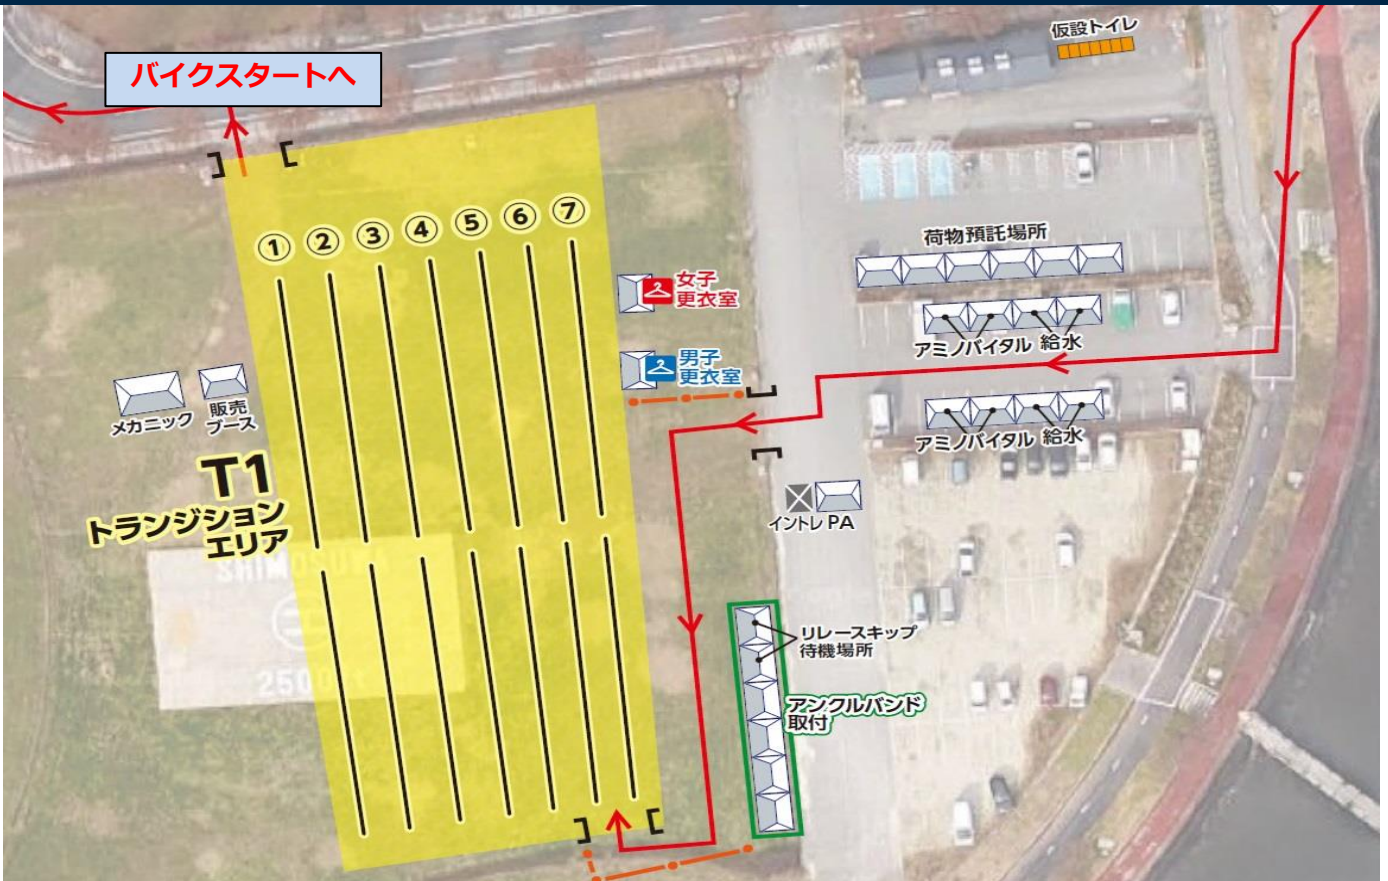 仮設トイレ
バイクスタートへ
① ② ③ ④ ⑤ ⑥ ⑦
荷物預託場所
女子
更衣室
アミノバイタル 給水
男子
更衣室
メカニック
販売
ブース
アミノバイタル 給水
T1
トランジション
エリア
イントレ PA
リレースキップ
待機場所
アンクルバンド
取付